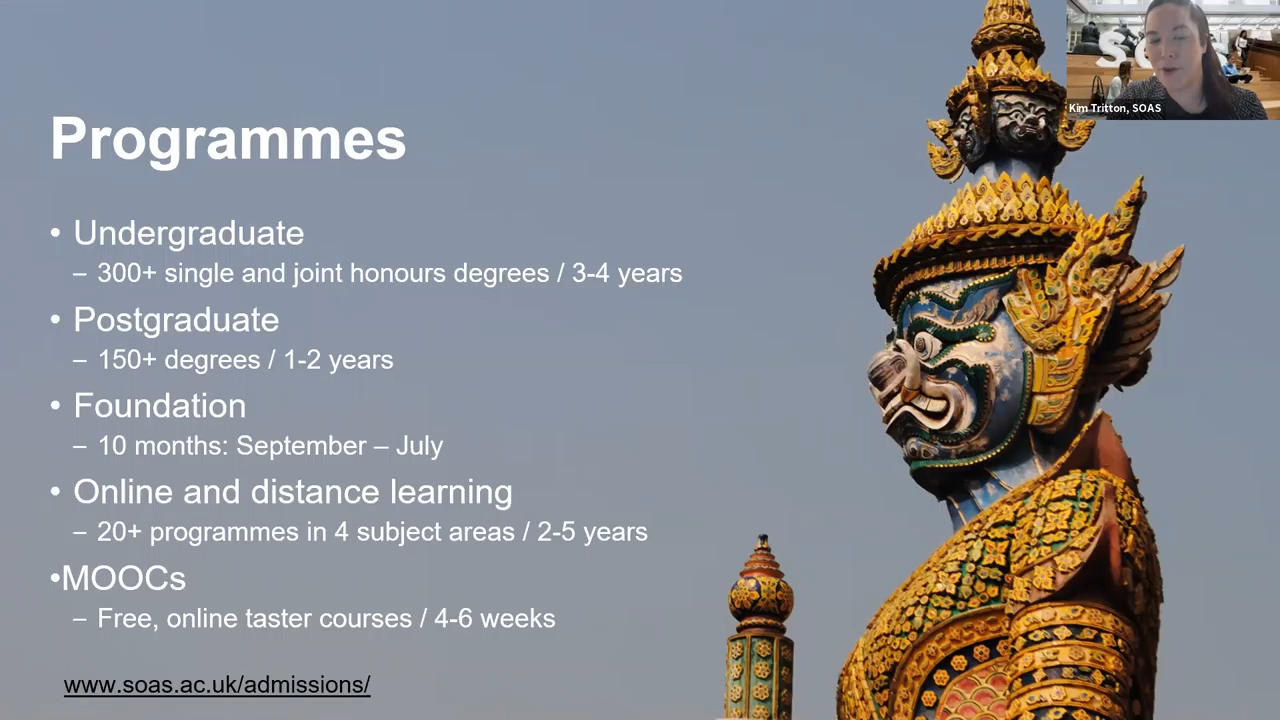 Programmes
• Undergraduate
– 300+ single and joint honours degrees / 3-4 years
• Postgraduate
– 150+ degrees / 1-2 years
• Foundation
– 10 months: September – July
• Online and distance learning
– 20+ programmes in 4 subject areas / 2-5 years
•MOOCs
– Free, online taster courses / 4-6 weeks
www.soas.ac.uk/admissions/
Kim Tritton, SOAS